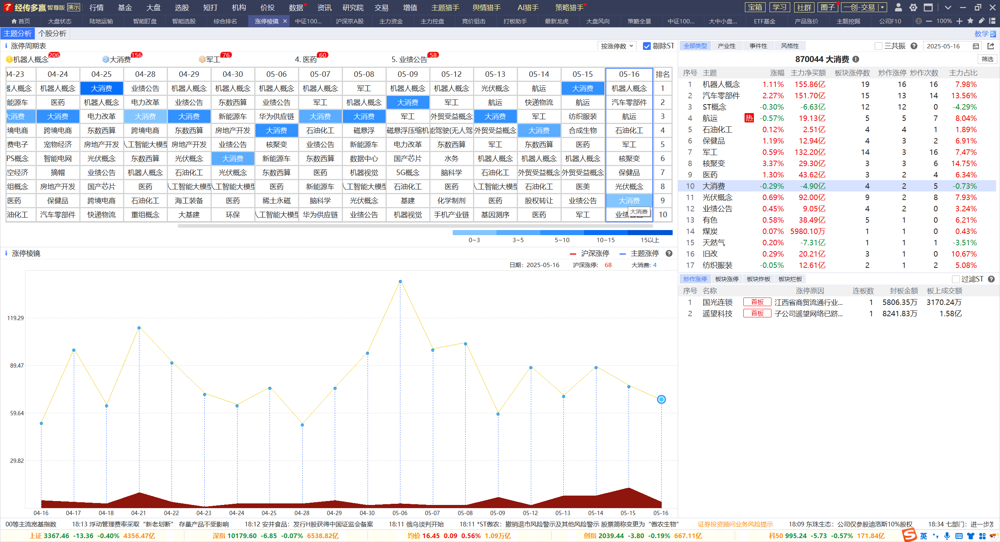 经传多赢 智尊版 演示 行情 基金 大盘 选股 短打 机构 价投 数据 资讯 研究院 交易 增值 主题猎手 舆情猎手 AI猎手 策略猎手 宝箱 学习 社群 圈子 一创-交易
首页 大盘状态 陆地运输 智能盯盘 智能选股 综合排名 涨停棱镜 中证100... 沪深京A股 主力资金 主力控盘 竞价狙击 打板助手 最新龙虎 大盘风向 策略全景 中证100... 大中小盘... ETF基金 产品涨价 主题挖掘 公司F10 100%
主题分析 个股分析 教学
涨停周期表 按涨停数 剔除ST
1 机器人概念 206 2 大消费 156 3 军工 76 4. 医药 60 5. 业绩公告 58
04-23 04-24 04-25 04-28 04-29 04-30 05-06 05-07 05-08 05-09 05-12 05-13 05-14 05-15 05-16 排名
器人概念 机器人概念 大消费 业绩公告 机器人概念 机器人概念 机器人概念 机器人概念 军工 机器人概念 机器人概念 光伏概念 航运 大消费 机器人概念 1
能源车 医药 机器人概念 电力改革 业绩公告 东数西算 业绩公告 军工 机器人概念 大消费 军工 航运 快递物流 航运 汽车零部件 2
大消费 大消费 电力改革 大消费 大消费 新能源车 华为供应链 大消费 大消费 军工 外贸受益概念 大消费 军工 纺织服装 航运 3
境电商 跨境电商 东数西算 跨境电商 东数西算 房地产开发 大消费 石油化工 磁悬浮 磁悬浮压缩机 能驾驶(无人驾 外贸受益概念 大消费 合成生物 石油化工 4
费电子 宠物经济 房地产开发 人工智能大模型 房地产开发 业绩公告 核聚变 业绩公告 新能源车 电力改革 东数西算 军工 东数西算 医药 军工 5
PS概念 智能电网 光伏概念 东数西算 光伏概念 大消费 新能源车 东数西算 数据中心 国产芯片 水务 机器人概念 机器人概念 机器人概念 核聚变 6
空经济 摘帽 业绩公告 机器人概念 石油化工 光伏概念 东数西算 医药 机器视觉 5G概念 脑科学 石油化工 外贸受益概念 外贸受益概念 保健品 7
组概念 房地产开发 国产芯片 医药 人工智能大模型 人工智能大模型 医药 新能源车 人工智能大模型 石油化工 医药 人工智能大模型 石油化工 医美 光伏概念 8
医药 保健品 跨境电商 石油化工 海工装备 医药 稀土永磁 脑科学 光伏概念 基建 化学制剂 医药 股权转让 业绩公告 大消费 9
油化工 汽车零部件 快递物流 重组概念 大基建 环保 人工智能大模型 华为供应链 业绩公告 机器视觉 手机产业链 基因测序 医药 军工 业绩 10
大消费
0~3 3~5 5~10 10~15 15以上
涨停棱镜 沪深涨停 主题涨停
日期: 2025-05-16 沪深涨停: 68 大消费: 4
119.29
89.47
59.64
29.82
04-16 04-17 04-18 04-21 04-22 04-23 04-24 04-25 04-28 04-29 04-30 05-06 05-07 05-08 05-09 05-12 05-13 05-14 05-15 05-16
全部类型 产业性 事件性 风格性 三共振 2025-05-16
870044 大消费 筛选
序号 主题 涨幅 主力净买额 板块涨停数 炒作涨停 炒作次数 主力占比
1 机器人概念 1.11% 155.86亿 19 16 16 7.98%
2 汽车零部件 2.27% 151.70亿 15 13 14 13.56%
3 ST概念 -0.30% -6.63亿 12 12 0 -4.29%
4 航运 热 -0.57% 19.13亿 5 5 7 8.04%
5 石油化工 0.12% 2.51亿 4 4 1 1.89%
6 保健品 1.19% 12.94亿 4 3 2 6.91%
7 军工 0.59% 132.20亿 14 3 16 7.47%
8 核聚变 3.37% 29.30亿 3 3 6 14.75%
9 医药 1.30% 43.62亿 3 2 4 6.34%
10 大消费 -0.29% -4.90亿 4 2 5 -0.73%
11 光伏概念 0.69% 92.00亿 9 2 8 7.93%
12 业绩公告 0.45% 9.05亿 4 2 0 3.24%
13 有色 0.58% 38.49亿 5 1 0 6.21%
14 煤炭 0.07% 5980.10万 1 1 0 0.43%
15 天然气 0.20% -7.31亿 1 1 1 -3.51%
16 旧改 0.29% 20.21亿 3 1 0 10.67%
17 纺织服装 -0.05% 12.61亿 2 1 2 5.08%
炒作涨停 板块涨停 板块炸板 板块烂板 过滤ST
序号 名称 涨停原因 连板数 封板金额 板上成交额
1 国光连锁 首板 江西省商贸流通行业... 1 5806.35万 3170.24万
2 遥望科技 首板 子公司遥望网络已跻... 1 8241.83万 1.58亿
00等主流宽基指数 18:13 浮动管理费率采取“新老划断” 存量产品不受影响 18:12 安井食品：发行H股获得中国证监会备案 18:11 俄乌谈判开始 18:11 *ST傲农：撤销退市风险警示及其他风险警示 股票简称变更为“傲农生物” 证券投资顾问业务风险提示 18:09 东珠生态：公司仅参股迪洛斯10%股权 18:34 七部门：进一步发
上证 3367.46 -13.36 -0.40% 4356.47亿 深指 10179.60 -6.85 -0.07% 6538.82亿 均价 16.45 0.09 0.56% 1.09万亿 创指 2039.44 -3.80 -0.19% 667.11亿 科50 995.24 -5.73 -0.57% 171.84亿 英